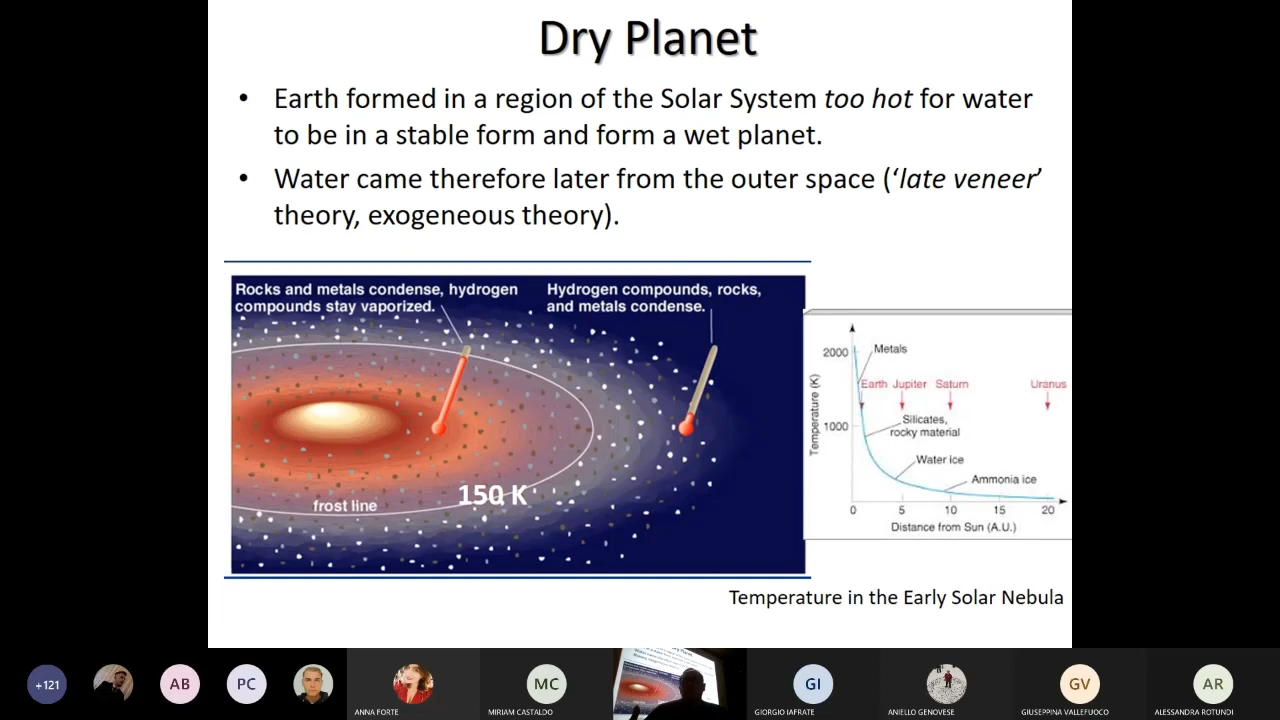 Dry Planet
• Earth formed in a region of the Solar System too hot for water
to be in a stable form and form a wet planet.
• Water came therefore later from the outer space (‘late veneer’
theory, exogeneous theory).
Rocks and metals condense, hydrogen
compounds stay vaporized.
Hydrogen compounds, rocks,
and metals condense.
150 K
frost line
Temperature (K)
2000
1000
Metals
Earth Jupiter Saturn Uranus
Silicates,
rocky material
Water ice
Ammonia ice
0 5 10 15 20
Distance from Sun (A.U.)
Temperature in the Early Solar Nebula
+121
AB
PC
ANNA FORTE
MC
MIRIAM CASTALDO
GI
GIORGIO IAFRATE
ANIELLO GENOVESE
GV
GIUSEPPINA VALLEFUOCO
AR
ALESSANDRA ROTUNDI